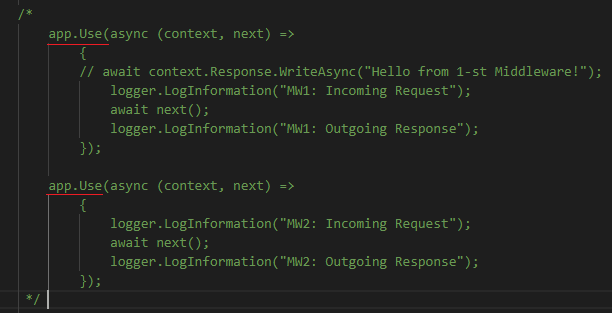 /*
app.Use(async (context, next) =>
{
// await context.Response.WriteAsync("Hello from 1-st Middleware!");
logger.LogInformation("MW1: Incoming Request");
await next();
logger.LogInformation("MW1: Outgoing Response");
});
app.Use(async (context, next) =>
{
logger.LogInformation("MW2: Incoming Request");
await next();
logger.LogInformation("MW2: Outgoing Response");
});
*/